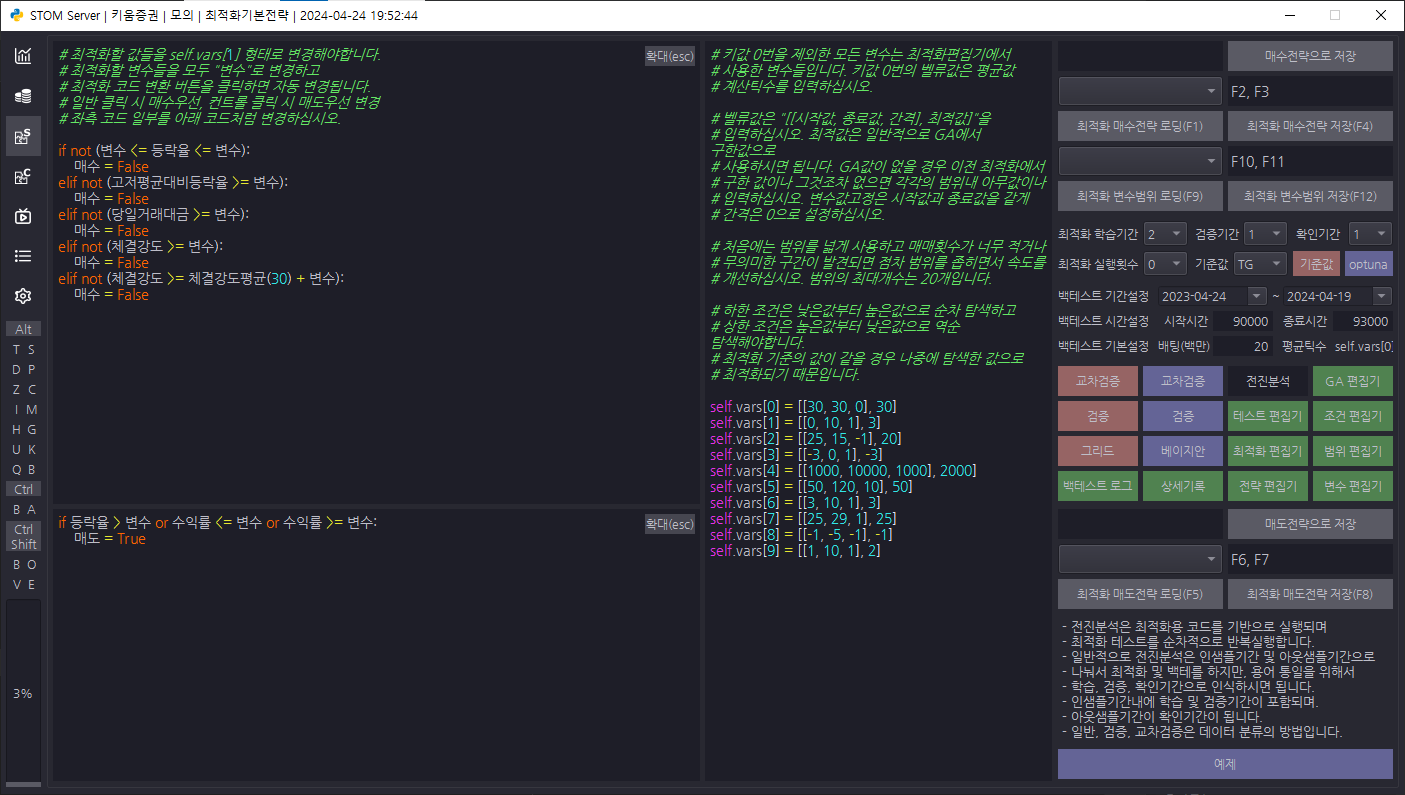 STOM Server | 키움증권 | 모의 | 최적화기본전략 | 2024-04-24 19:52:44
# 최적화할 값들을 self.vars[1] 형태로 변경해야합니다.
# 최적화할 변수들을 모두 "변수"로 변경하고
# 최적화 코드 변환 버튼을 클릭하면 자동 변경됩니다.
# 일반 클릭 시 매수우선, 컨트롤 클릭 시 매도우선 변경
# 좌측 코드 일부를 아래 코드처럼 변경하십시오.
확대(esc)
if not (변수 <= 등락율 <= 변수):
매수 = False
elif not (고저평균대비등락율 >= 변수):
매수 = False
elif not (당일거래대금 >= 변수):
매수 = False
elif not (체결강도 >= 변수):
매수 = False
elif not (체결강도 >= 체결강도평균(30) + 변수):
매수 = False
if 등락율 > 변수 or 수익률 <= 변수 or 수익률 >= 변수:
매도 = True
확대(esc)
# 키값 0번을 제외한 모든 변수는 최적화편집기에서
# 사용한 변수들입니다. 키값 0번의 벨류값은 평균값
# 계산틱수를 입력하십시오.
# 벨류값은 "[[시작값, 종료값, 간격], 최적값]"을
# 입력하십시오. 최적값은 일반적으로 GA에서
구한값으로
# 사용하시면 됩니다. GA값이 없을 경우 이전 최적화에서
# 구한 값이나 그것조차 없으면 각각의 범위내 아무값이나
# 입력하십시오. 변수값고정은 시작값과 종료값을 같게
# 간격은 0으로 설정하십시오.
# 처음에는 범위를 넓게 사용하고 매매횟수가 너무 적거나
# 무의미한 구간이 발견되면 점차 범위를 좁히면서 속도를
# 개선하십시오. 범위의 최대개수는 20개입니다.
# 하한 조건은 낮은값부터 높은값으로 순차 탐색하고
# 상한 조건은 높은값부터 낮은값으로 역순
탐색해야합니다.
# 최적화 기준의 값이 같을 경우 나중에 탐색한 값으로
# 최적화되기 때문입니다.
self.vars[0] = [[30, 30, 0], 30]
self.vars[1] = [[0, 10, 1], 3]
self.vars[2] = [[25, 15, -1], 20]
self.vars[3] = [[-3, 0, 1], -3]
self.vars[4] = [[1000, 10000, 1000], 2000]
self.vars[5] = [[50, 120, 10], 50]
self.vars[6] = [[3, 10, 1], 3]
self.vars[7] = [[25, 29, 1], 25]
self.vars[8] = [[-1, -5, -1], -1]
self.vars[9] = [[1, 10, 1], 2]
매수전략으로 저장
F2, F3
최적화 매수전략 로딩(F1) 최적화 매수전략 저장(F4)
F10, F11
최적화 변수범위 로딩(F9) 최적화 변수범위 저장(F12)
최적화 학습기간 2 검증기간 1 확인기간 1
최적화 실행횟수 0 기준값 TG 기준값 optuna
백테스트 기간설정 2023-04-24 ~ 2024-04-19
백테스트 시간설정 시작시간 90000 종료시간 93000
백테스트 기본설정 배팅(백만) 20 평균틱수 self.vars[0]
교차검증 교차검증 전진분석 GA 편집기
검증 검증 테스트 편집기 조건 편집기
그리드 베이지안 최적화 편집기 범위 편집기
백테스트 로그 상세기록 전략 편집기 변수 편집기
매도전략으로 저장
F6, F7
최적화 매도전략 로딩(F5) 최적화 매도전략 저장(F8)
- 전진분석은 최적화용 코드를 기반으로 실행되며
- 최적화 테스트를 순차적으로 반복실행합니다.
- 일반적으로 전진분석은 인샘플기간 및 아웃샘플기간으로
- 나눠서 최적화 및 백테를 하지만, 용어 통일을 위해서
- 학습, 검증, 확인기간으로 인식하시면 됩니다.
- 인샘플기간내에 학습 및 검증기간이 포함되며,
- 아웃샘플기간이 확인기간이 됩니다.
- 일반, 검증, 교차검증은 데이터 분류의 방법입니다.
예제
S
C
Alt
T S
D P
Z C
I M
H G
U K
Q B
Ctrl
B A
Ctrl
Shift
B O
V E
3%